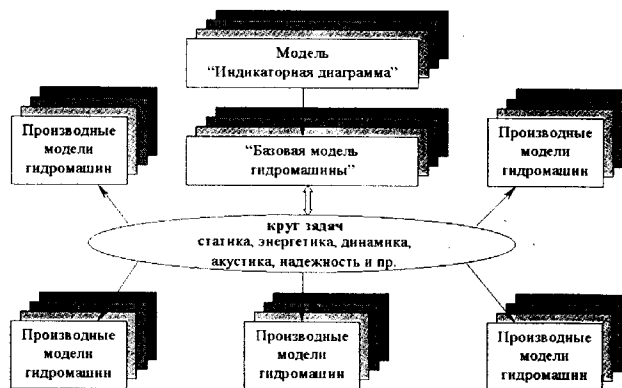 Модель
“Индикаторная диаграмма”
Производные
модели
гидромашин
“Базовая модель
гидромашины”
Производные
модели
гидромашин
круг задач
статика, энергетика, динамика,
акустика, надежность и пр.
Производные
модели
гидромашин
Производные
модели
гидромашин
Производные
модели
гидромашин